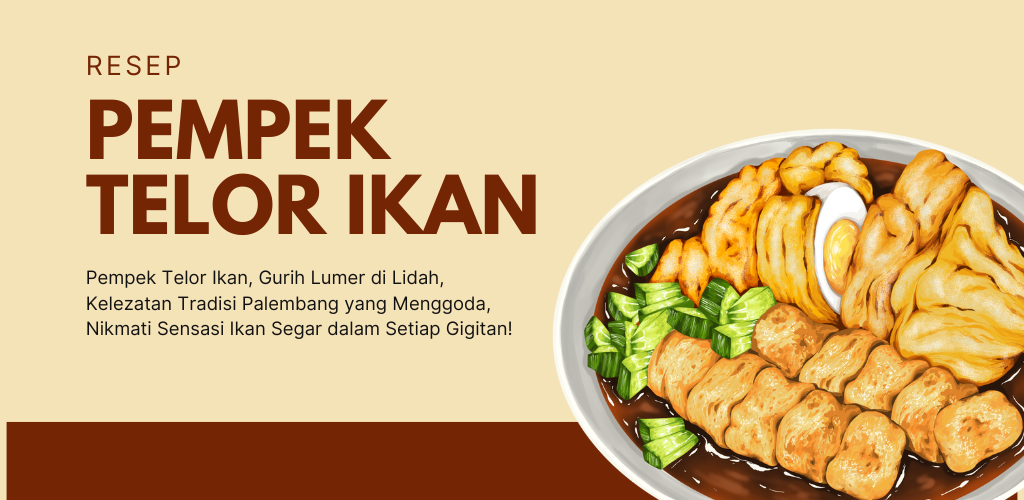 RESEP
PEMPEK
TELOR IKAN
Pempek Telor Ikan, Gurih Lumer di Lidah,
Kelezatan Tradisi Palembang yang Menggoda,
Nikmati Sensasi Ikan Segar dalam Setiap Gigitan!